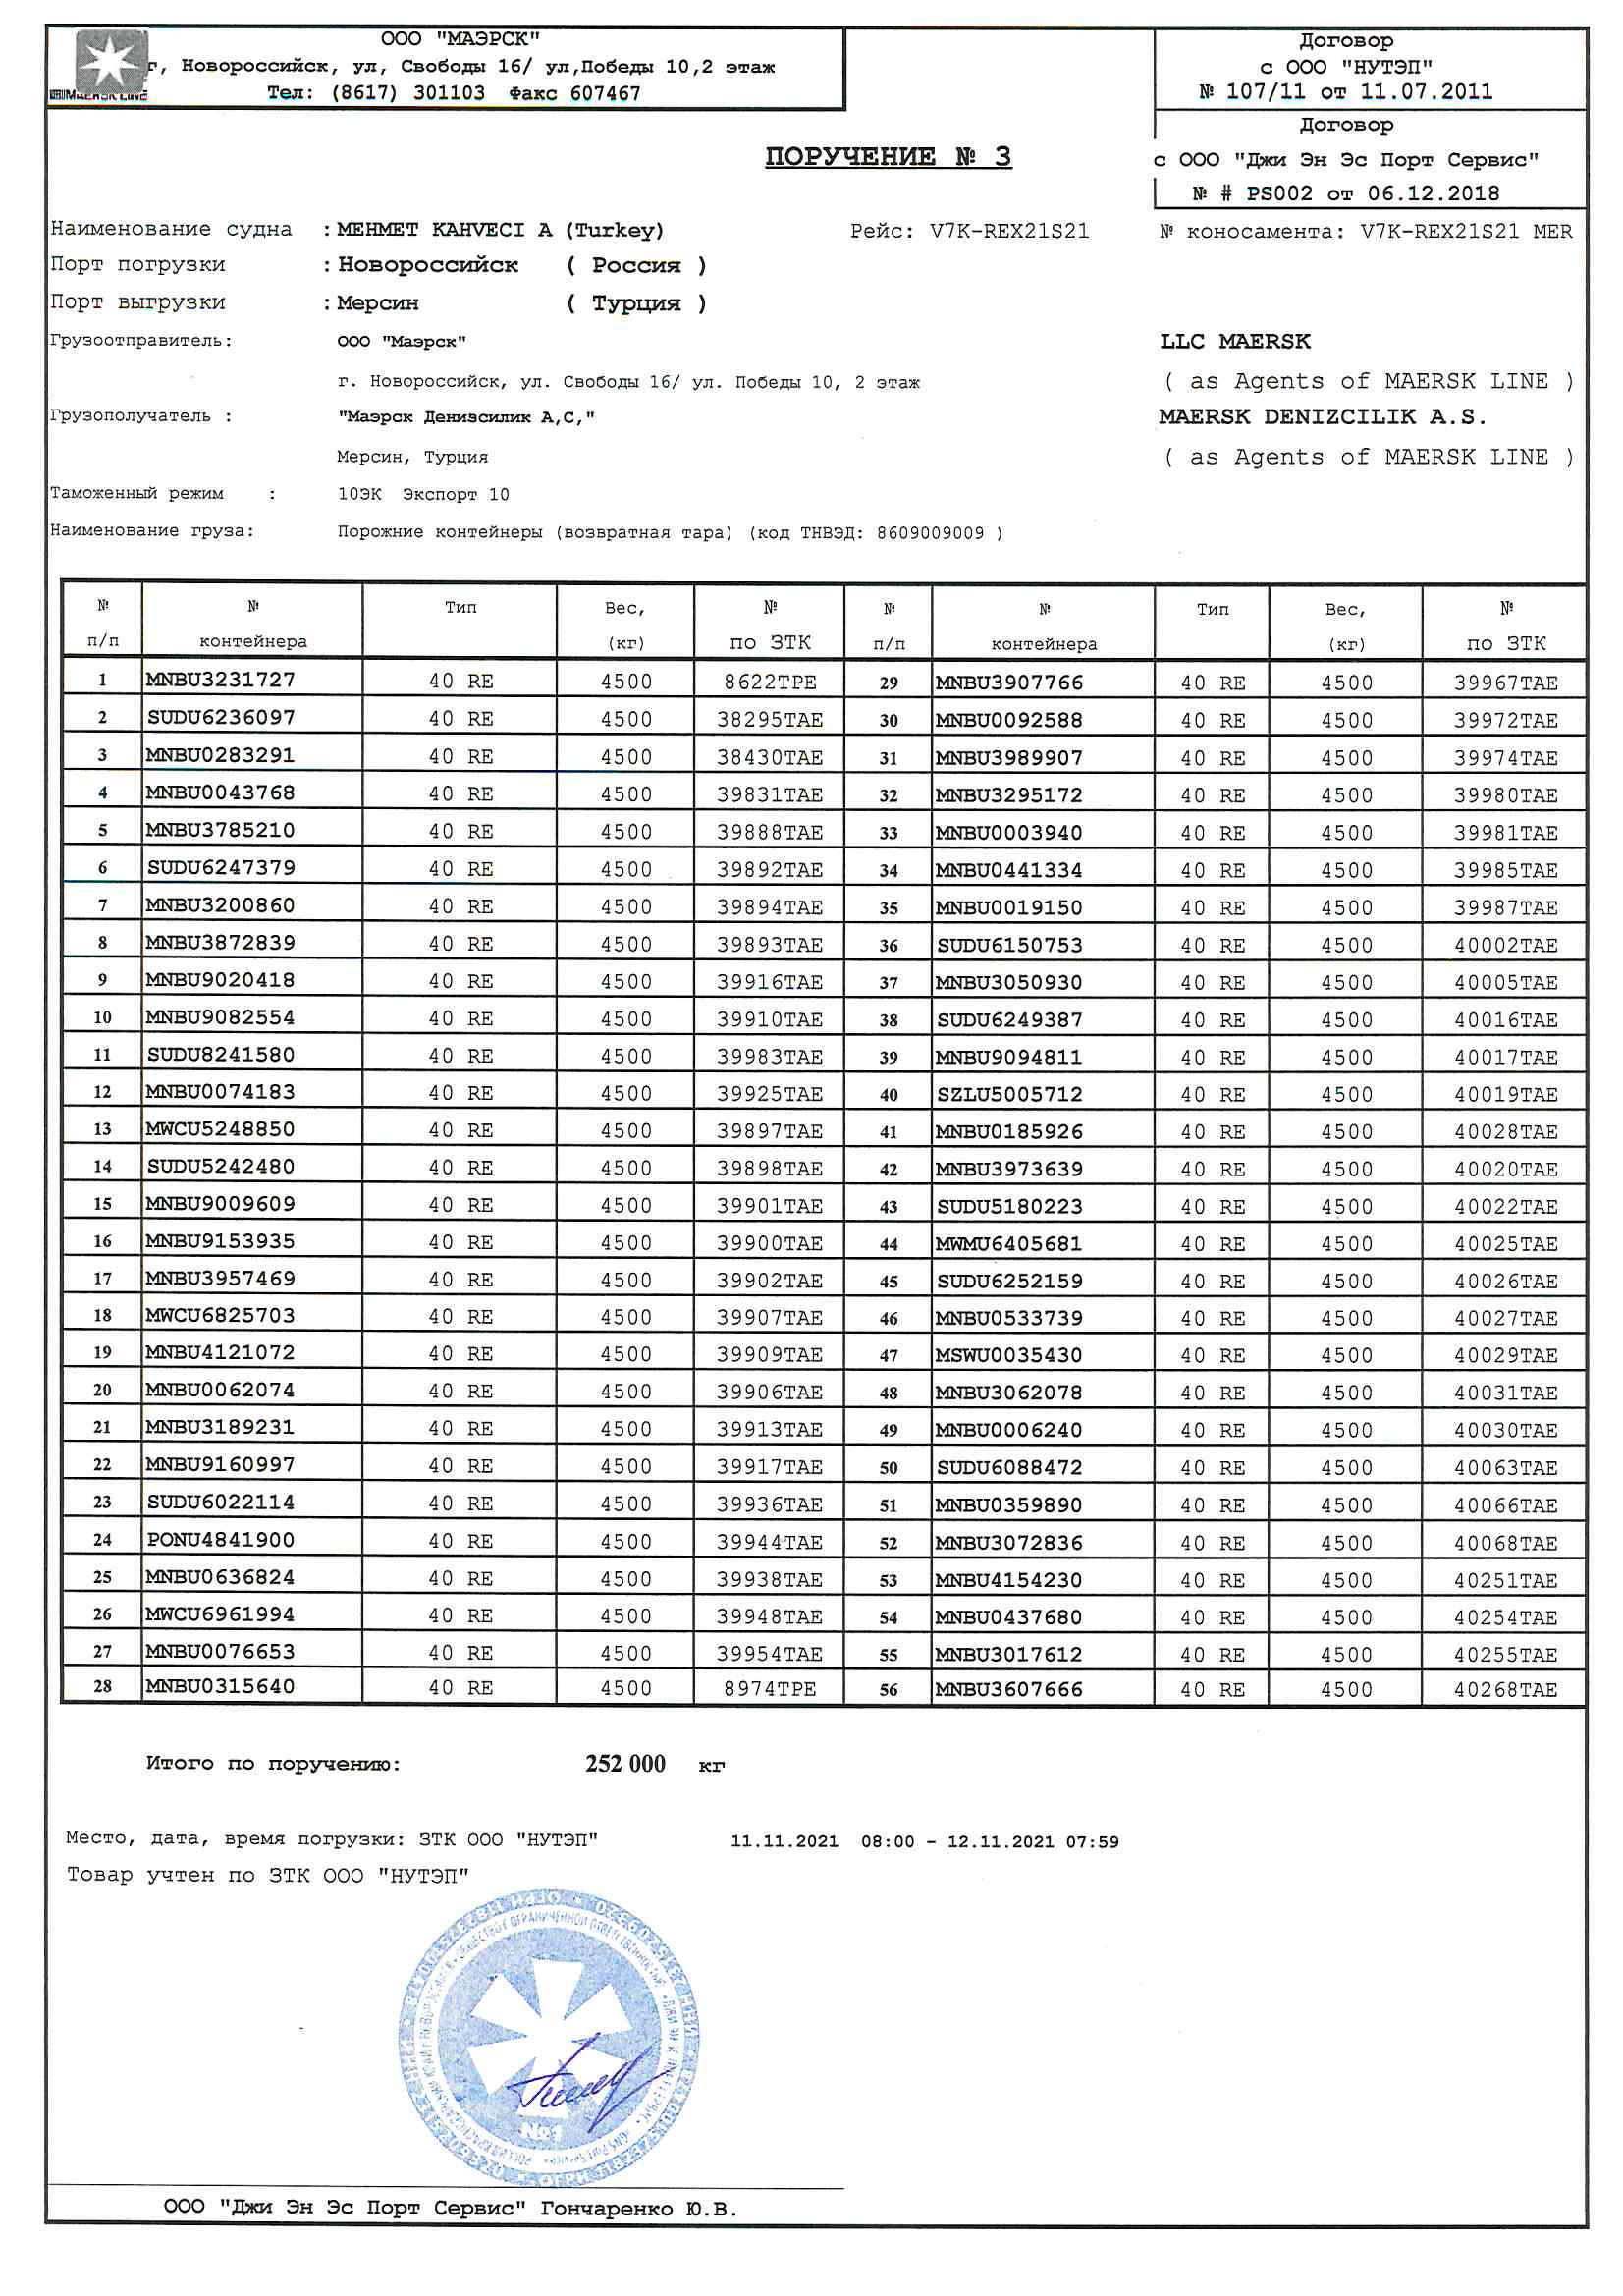 ООО "МАЭРСК"
г, Новороссийск, ул, Свободы 16/ ул,Победы 10,2 этаж
MAERSK LINE
Тел: (8617) 301103 Факс 607467
Договор
с ООО "НУТЭП"
№ 107/11 от 11.07.2011
Договор
с ООО "Джи Эн Эс Порт Сервис"
№ # PS002 от 06.12.2018
ПОРУЧЕНИЕ № 3
Наименование судна : MEHMET KAHVECI A (Turkey) Рейс: V7K-REX21S21 № коносамента: V7K-REX21S21 MER
Порт погрузки : Новороссийск ( Россия )
Порт выгрузки : Мерсин ( Турция )
Грузоотправитель: ООО "Маэрск" LLC MAERSK
г. Новороссийск, ул. Свободы 16/ ул. Победы 10, 2 этаж ( as Agents of MAERSK LINE )
Грузополучатель : "Маэрск Денизсилик А,С," MAERSK DENIZCILIK A.S.
Мерсин, Турция ( as Agents of MAERSK LINE )
Таможенный режим : 10ЭК Экспорт 10
Наименование груза: Порожние контейнеры (возвратная тара) (код ТНВЭД: 8609009009 )
№ № Тип Вес, № № № Тип Вес, №
п/п контейнера (кг) по ЗТК п/п контейнера (кг) по ЗТК
1 MNBU3231727 40 RE 4500 8622TPE 29 MNBU3907766 40 RE 4500 39967TAE
2 SUDU6236097 40 RE 4500 38295TAE 30 MNBU0092588 40 RE 4500 39972TAE
3 MNBU0283291 40 RE 4500 38430TAE 31 MNBU3989907 40 RE 4500 39974TAE
4 MNBU0043768 40 RE 4500 39831TAE 32 MNBU3295172 40 RE 4500 39980TAE
5 MNBU3785210 40 RE 4500 39888TAE 33 MNBU0003940 40 RE 4500 39981TAE
6 SUDU6247379 40 RE 4500 39892TAE 34 MNBU0441334 40 RE 4500 39985TAE
7 MNBU3200860 40 RE 4500 39894TAE 35 MNBU0019150 40 RE 4500 39987TAE
8 MNBU3872839 40 RE 4500 39893TAE 36 SUDU6150753 40 RE 4500 40002TAE
9 MNBU9020418 40 RE 4500 39916TAE 37 MNBU3050930 40 RE 4500 40005TAE
10 MNBU9082554 40 RE 4500 39910TAE 38 SUDU6249387 40 RE 4500 40016TAE
11 SUDU8241580 40 RE 4500 39983TAE 39 MNBU9094811 40 RE 4500 40017TAE
12 MNBU0074183 40 RE 4500 39925TAE 40 SZLU5005712 40 RE 4500 40019TAE
13 MWCU5248850 40 RE 4500 39897TAE 41 MNBU0185926 40 RE 4500 40028TAE
14 SUDU5242480 40 RE 4500 39898TAE 42 MNBU3973639 40 RE 4500 40020TAE
15 MNBU9009609 40 RE 4500 39901TAE 43 SUDU5180223 40 RE 4500 40022TAE
16 MNBU9153935 40 RE 4500 39900TAE 44 MWMU6405681 40 RE 4500 40025TAE
17 MNBU3957469 40 RE 4500 39902TAE 45 SUDU6252159 40 RE 4500 40026TAE
18 MWCU6825703 40 RE 4500 39907TAE 46 MNBU0533739 40 RE 4500 40027TAE
19 MNBU4121072 40 RE 4500 39909TAE 47 MSWU0035430 40 RE 4500 40029TAE
20 MNBU0062074 40 RE 4500 39906TAE 48 MNBU3062078 40 RE 4500 40031TAE
21 MNBU3189231 40 RE 4500 39913TAE 49 MNBU0006240 40 RE 4500 40030TAE
22 MNBU9160997 40 RE 4500 39917TAE 50 SUDU6088472 40 RE 4500 40063TAE
23 SUDU6022114 40 RE 4500 39936TAE 51 MNBU0359890 40 RE 4500 40066TAE
24 PONU4841900 40 RE 4500 39944TAE 52 MNBU3072836 40 RE 4500 40068TAE
25 MNBU0636824 40 RE 4500 39938TAE 53 MNBU4154230 40 RE 4500 40251TAE
26 MWCU6961994 40 RE 4500 39948TAE 54 MNBU0437680 40 RE 4500 40254TAE
27 MNBU0076653 40 RE 4500 39954TAE 55 MNBU3017612 40 RE 4500 40255TAE
28 MNBU0315640 40 RE 4500 8974TPE 56 MNBU3607666 40 RE 4500 40268TAE
Итого по поручению: 252 000 кг
Место, дата, время погрузки: ЗТК ООО "НУТЭП" 11.11.2021 08:00 - 12.11.2021 07:59
Товар учтен по ЗТК ООО "НУТЭП"
№1
ООО "Джи Эн Эс Порт Сервис" Гончаренко Ю.В.